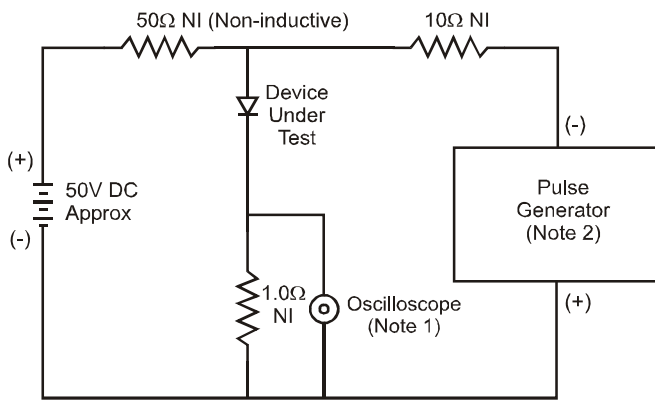 50Ω NI (Non-inductive)
10Ω NI
Device
Under
Test
(-)
(+)
50V DC
Approx
(-)
Pulse
Generator
(Note 2)
1.0Ω
NI
Oscilloscope
(Note 1)
(+)